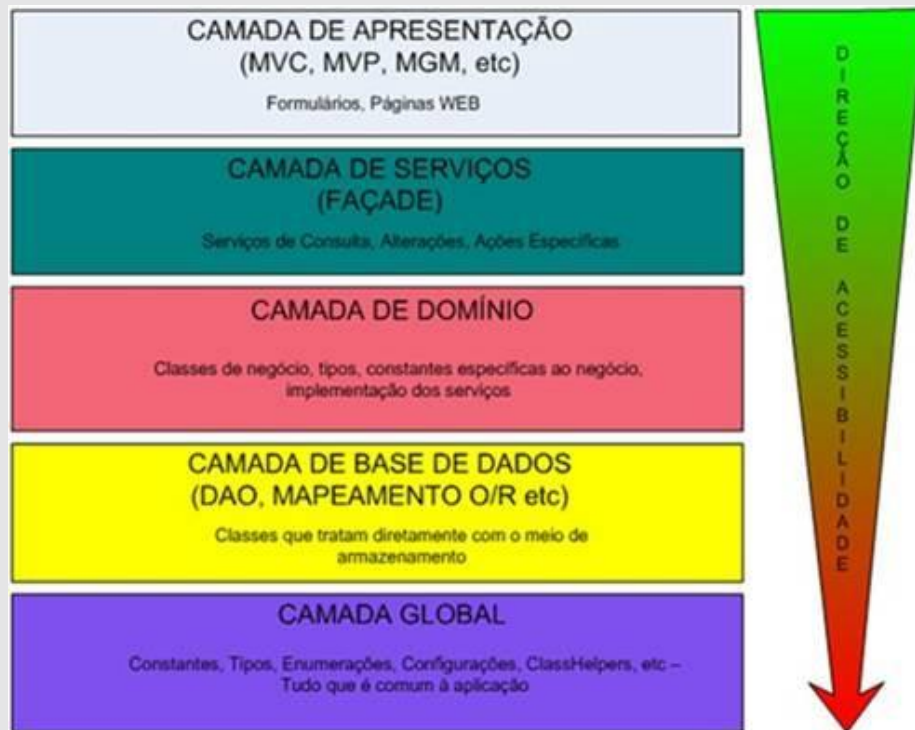 CAMADA DE APRESENTAÇÃO
(MVC, MVP, MGM, etc)
Formulários, Páginas WEB
CAMADA DE SERVIÇOS
(FAÇADE)
Serviços de Consulta, Alterações, Ações Específicas
CAMADA DE DOMÍNIO
Classes de negócio, tipos, constantes específicas ao negócio,
implementação dos serviços
CAMADA DE BASE DE DADOS
(DAO, MAPEAMENTO O/R etc)
Classes que tratam diretamente com o meio de
armazenamento
CAMADA GLOBAL
Constantes, Tipos, Enumerações, Configurações, ClassHelpers, etc –
Tudo que é comum à aplicação
DIREÇÃO DE ACESSIBILIDADE